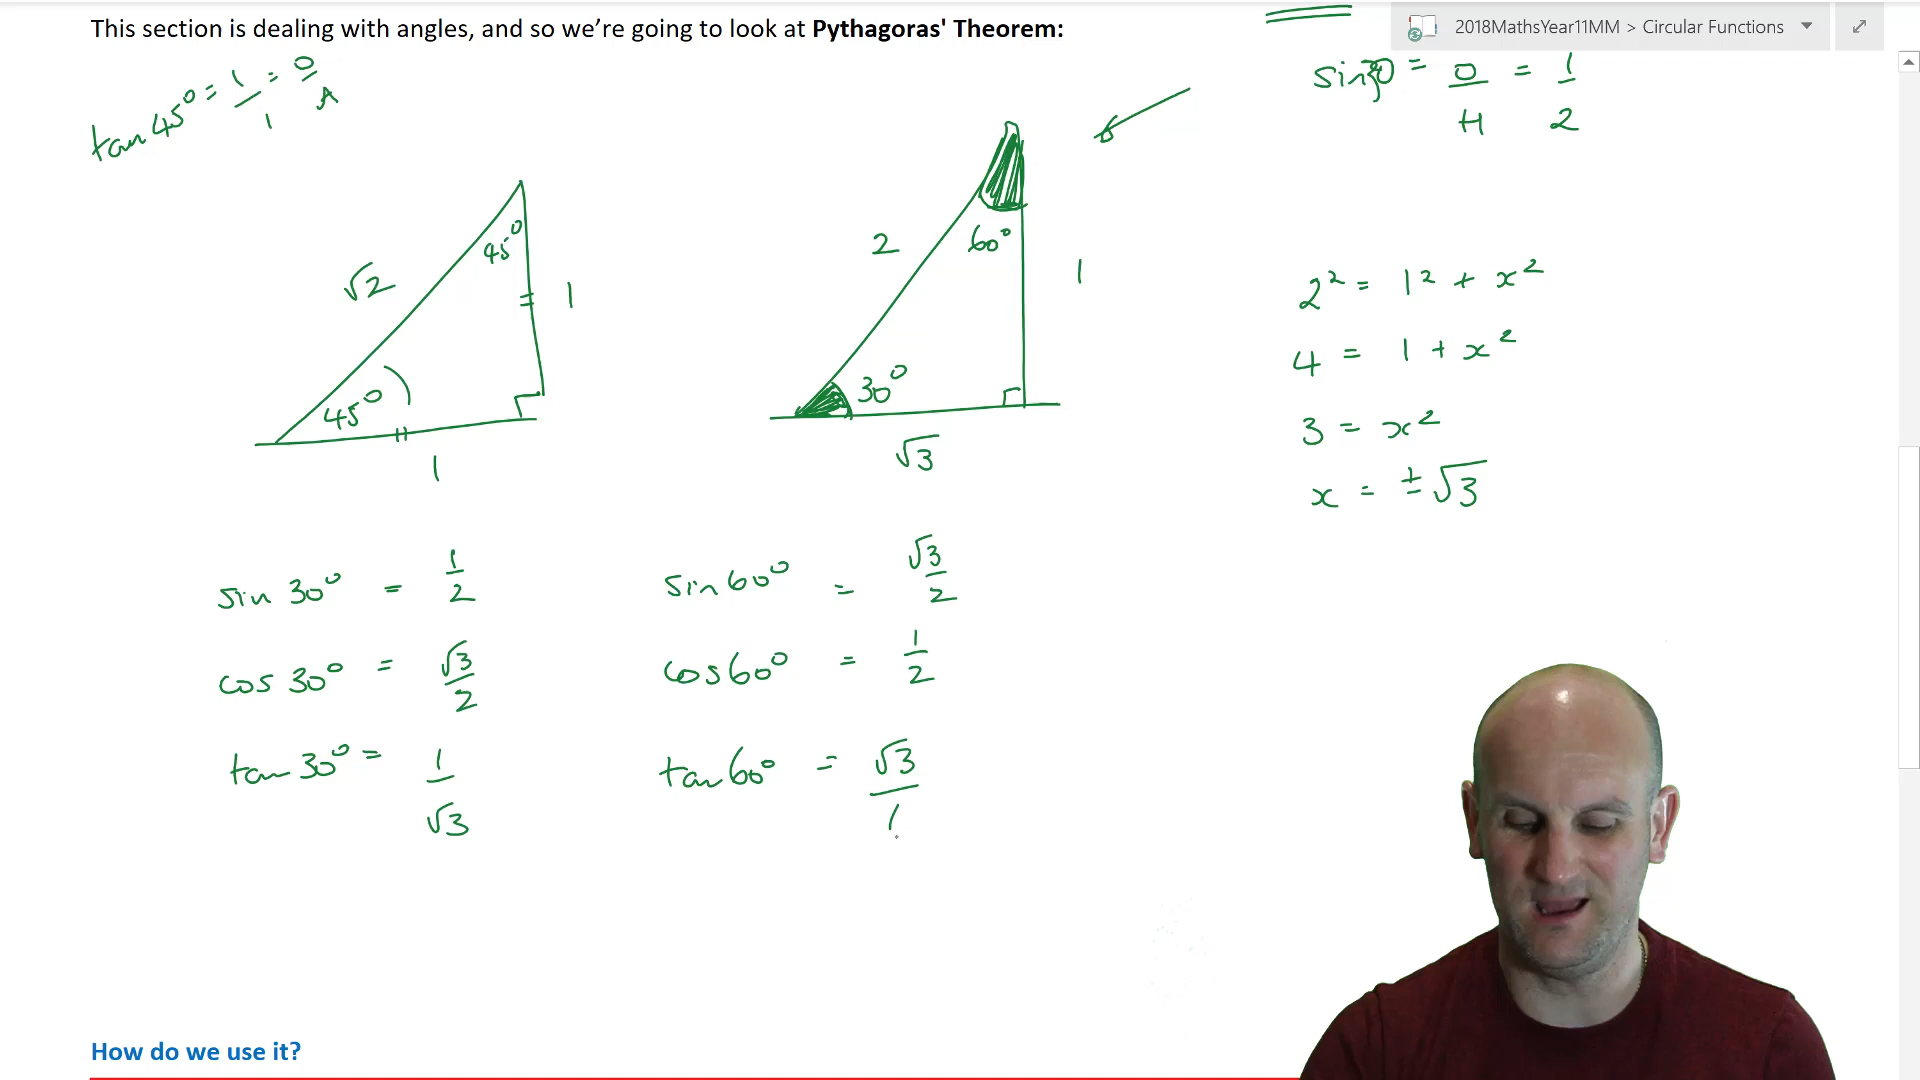 This section is dealing with angles, and so we're going to look at Pythagoras' Theorem:
2018MathsYear11MM > Circular Functions
tan 45° = 1/1 = O/A
sin30 = O/H = 1/2
√2
45°
45°
1
1
2
60°
1
30°
√3
2² = 1² + x²
4 = 1 + x²
3 = x²
x = ±√3
sin 30° = 1/2
sin 60° = √3/2
cos 30° = √3/2
cos 60° = 1/2
tan 30° = 1/√3
tan 60° = √3/1
How do we use it?